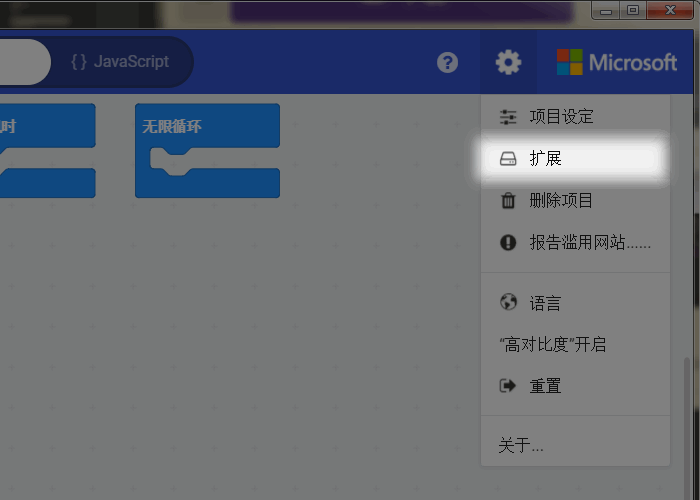 { } JavaScript
?
Microsoft
时
无限循环
项目设定
扩展
删除项目
报告滥用网站......
语言
“高对比度”开启
重置
关于...